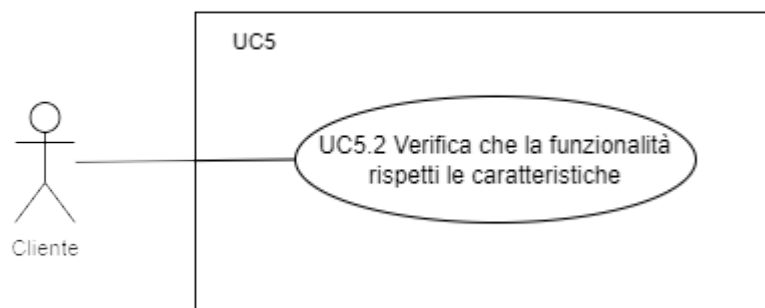 UC5
UC5.2 Verifica che la funzionalità
rispetti le caratteristiche
Cliente